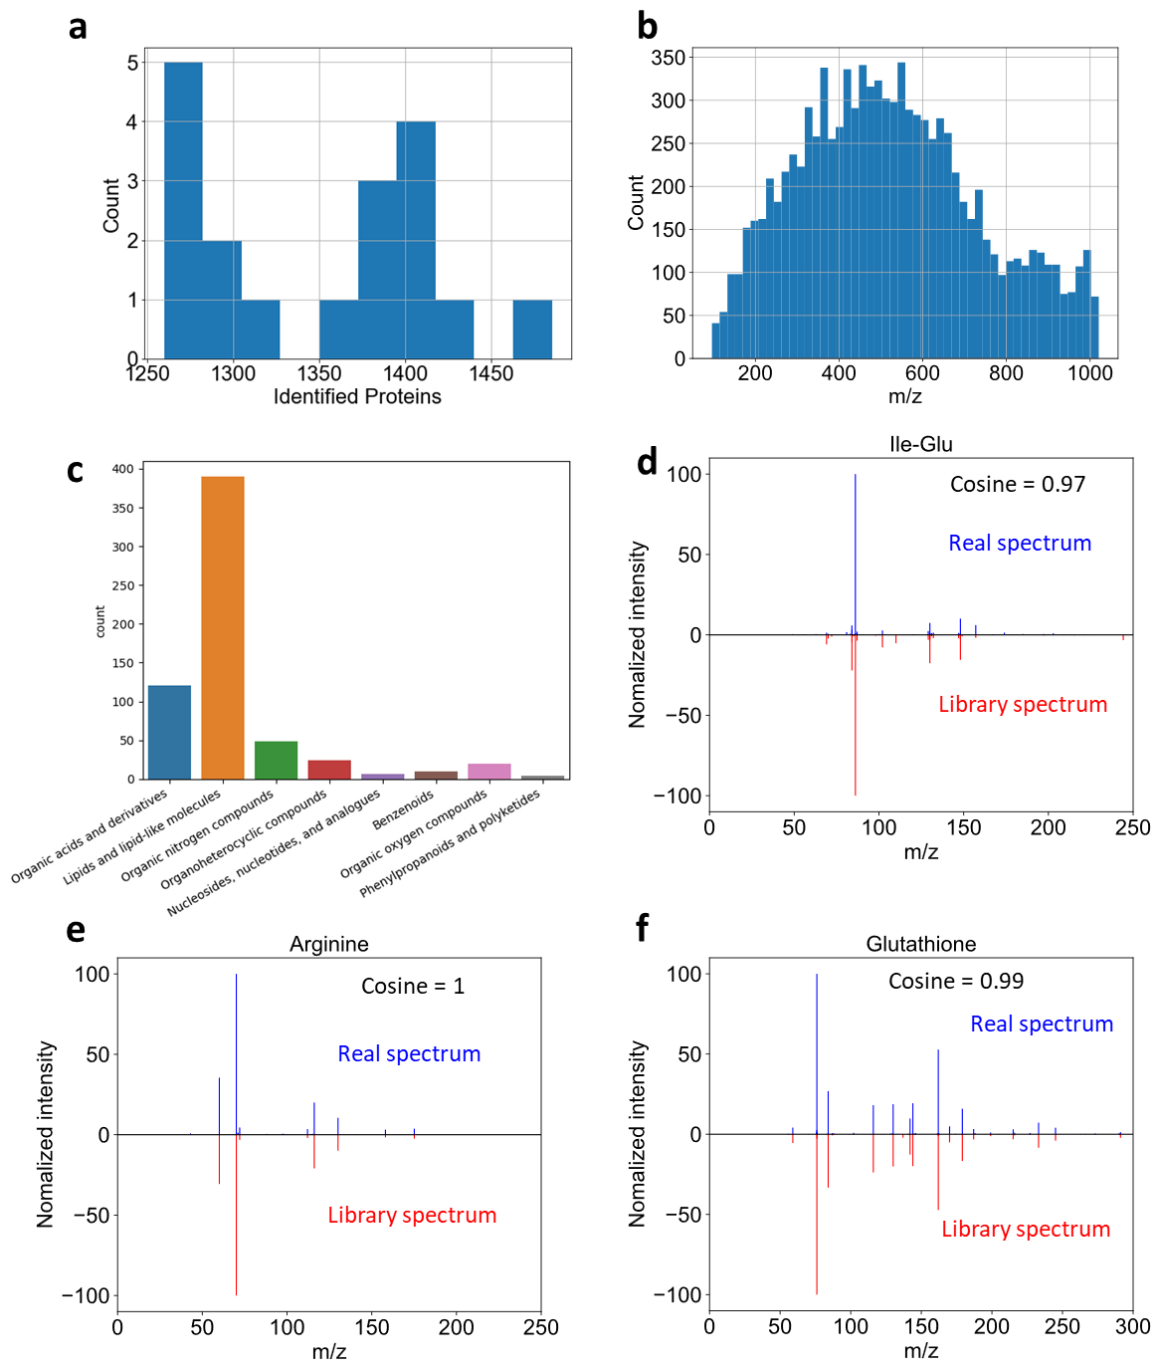 a
5
4
3
2
1
0
Count
1250
1300
1350
1400
1450
Identified Proteins
b
350
300
250
200
150
100
50
0
Count
200
400
600
800
1000
m/z
c
400
350
300
250
200
150
100
50
0
count
Organic acids and derivatives
Lipids and lipid-like molecules
Organic nitrogen compounds
Organoheterocyclic compounds
Nucleosides, nucleotides, and analogues
Benzenoids
Organic oxygen compounds
Phenylpropanoids and polyketides
d
Ile-Glu
100
50
0
−50
−100
Nomalized intensity
Cosine = 0.97
Real spectrum
Library spectrum
0
50
100
150
200
250
m/z
e
Arginine
100
50
0
−50
−100
Nomalized intensity
Cosine = 1
Real spectrum
Library spectrum
0
50
100
150
200
250
m/z
f
Glutathione
100
50
0
−50
−100
Nomalized intensity
Cosine = 0.99
Real spectrum
Library spectrum
0
50
100
150
200
250
300
m/z